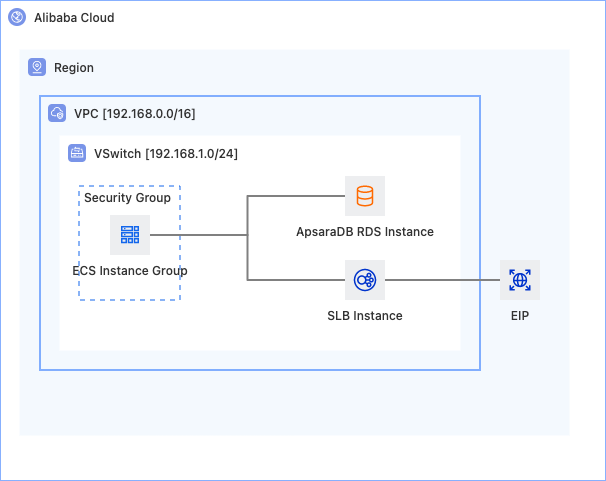 Alibaba Cloud
Region
VPC [192.168.0.0/16]
VSwitch [192.168.1.0/24]
Security Group
ECS Instance Group
ApsaraDB RDS Instance
SLB Instance
EIP